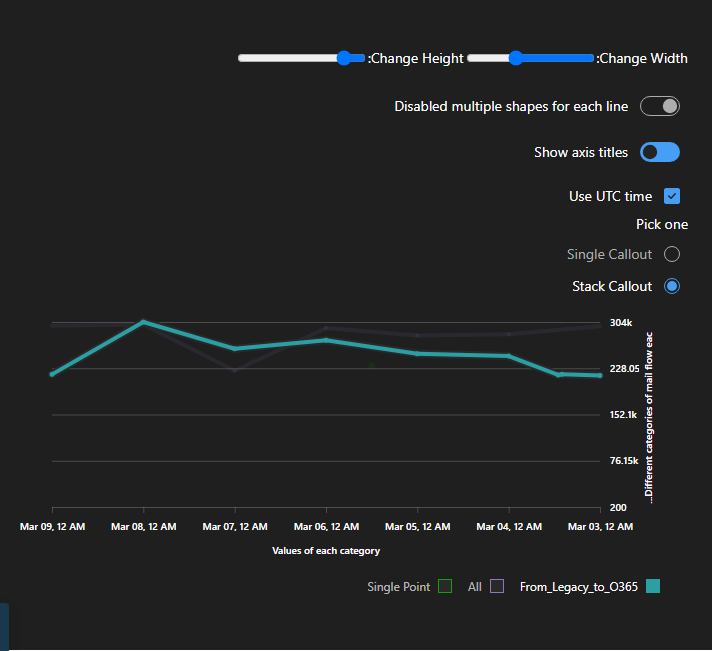 :Change Height
:Change Width
Disabled multiple shapes for each line
Show axis titles
Use UTC time
Pick one
Single Callout
Stack Callout
304k
228.05
152.1k
76.15k
200
...Different categories of mail flow eac
Mar 09, 12 AM
Mar 08, 12 AM
Mar 07, 12 AM
Mar 06, 12 AM
Mar 05, 12 AM
Mar 04, 12 AM
Mar 03, 12 AM
Values of each category
Single Point
All
From_Legacy_to_O365